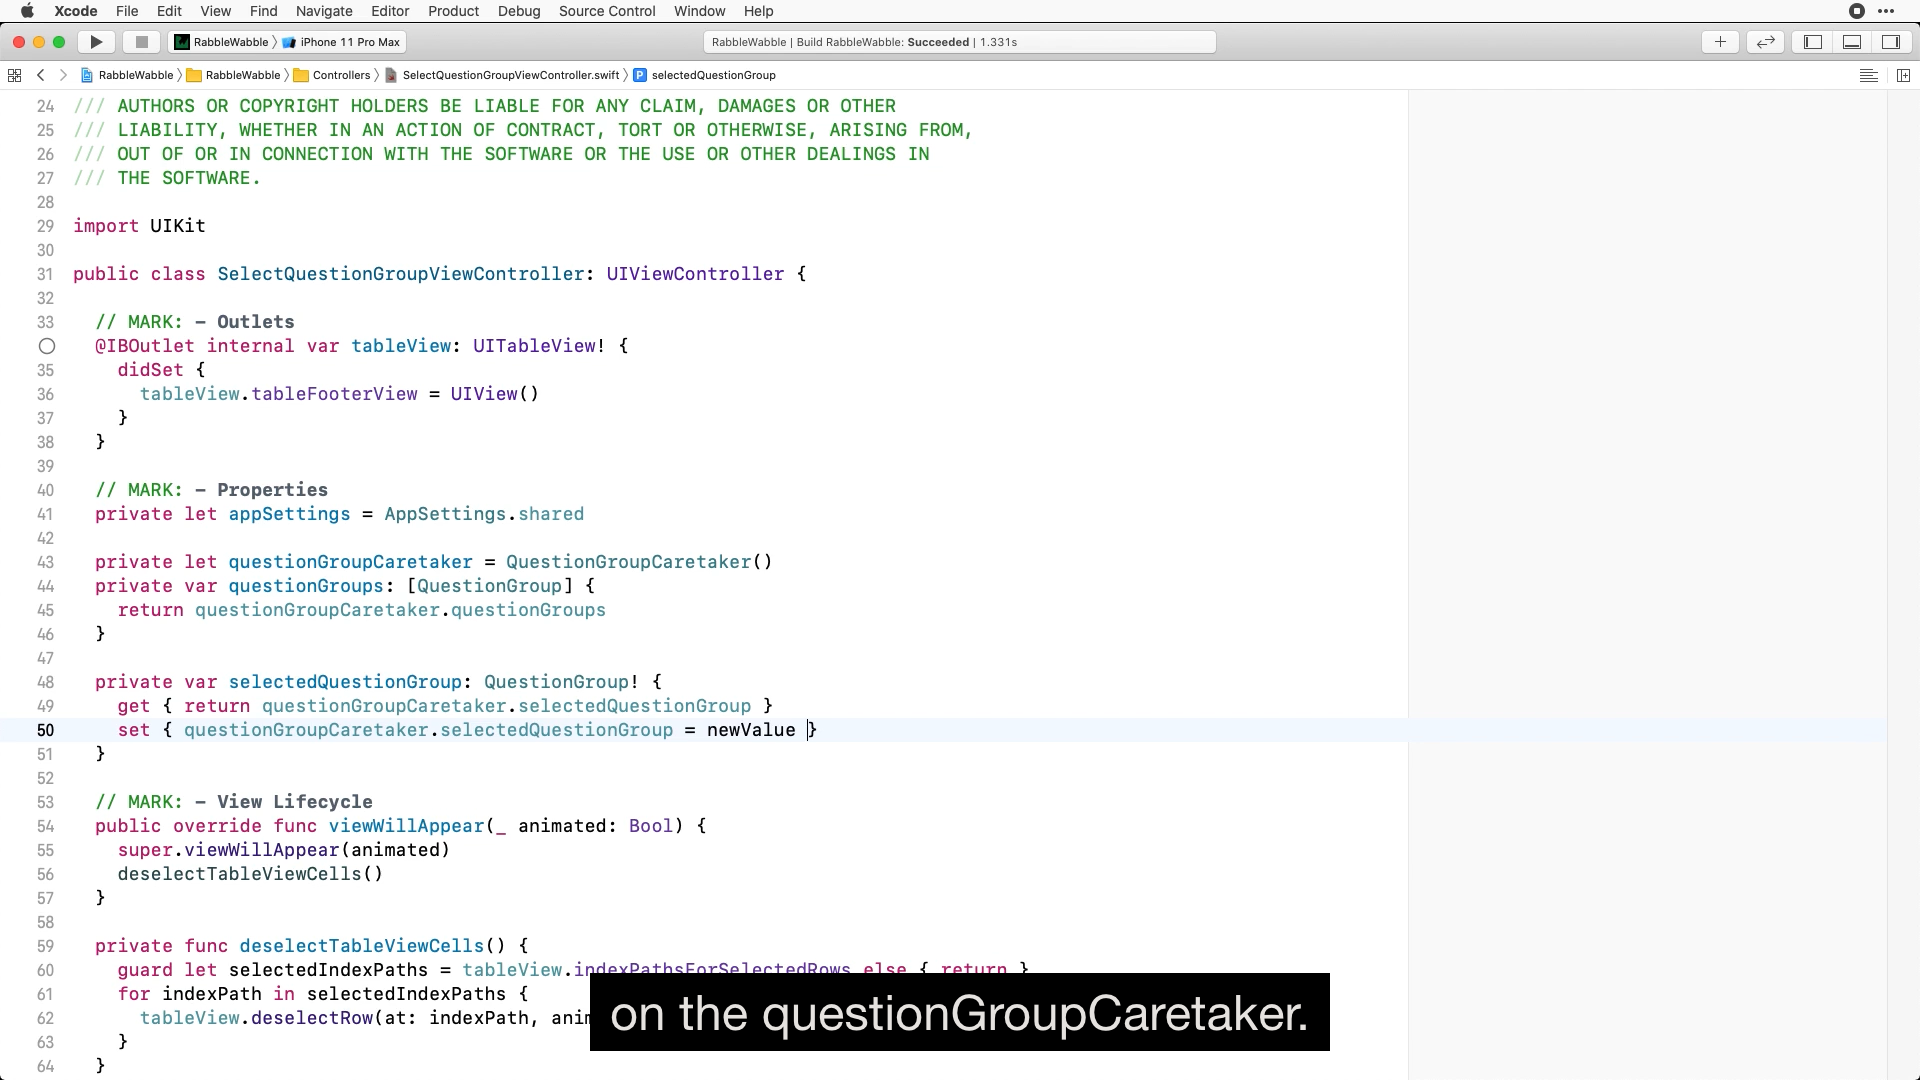 Xcode File Edit View Find Navigate Editor Product Debug Source Control Window Help
RabbleWabble iPhone 11 Pro Max RabbleWabble | Build RabbleWabble: Succeeded | 1.331s
RabbleWabble RabbleWabble Controllers SelectQuestionGroupViewController.swift P selectedQuestionGroup
24 /// AUTHORS OR COPYRIGHT HOLDERS BE LIABLE FOR ANY CLAIM, DAMAGES OR OTHER
25 /// LIABILITY, WHETHER IN AN ACTION OF CONTRACT, TORT OR OTHERWISE, ARISING FROM,
26 /// OUT OF OR IN CONNECTION WITH THE SOFTWARE OR THE USE OR OTHER DEALINGS IN
27 /// THE SOFTWARE.
28
29 import UIKit
30
31 public class SelectQuestionGroupViewController: UIViewController {
32
33 // MARK: - Outlets
@IBOutlet internal var tableView: UITableView! {
35 didSet {
36 tableView.tableFooterView = UIView()
37 }
38 }
39
40 // MARK: - Properties
41 private let appSettings = AppSettings.shared
42
43 private let questionGroupCaretaker = QuestionGroupCaretaker()
44 private var questionGroups: [QuestionGroup] {
45 return questionGroupCaretaker.questionGroups
46 }
47
48 private var selectedQuestionGroup: QuestionGroup! {
49 get { return questionGroupCaretaker.selectedQuestionGroup }
50 set { questionGroupCaretaker.selectedQuestionGroup = newValue }
51 }
52
53 // MARK: - View Lifecycle
54 public override func viewWillAppear(_ animated: Bool) {
55 super.viewWillAppear(animated)
56 deselectTableViewCells()
57 }
58
59 private func deselectTableViewCells() {
60 guard let selectedIndexPaths = tableView.indexPathsForSelectedRows else { return }
61 for indexPath in selectedIndexPaths {
62 tableView.deselectRow(at: indexPath, anim
63 }
64 }
on the questionGroupCaretaker.